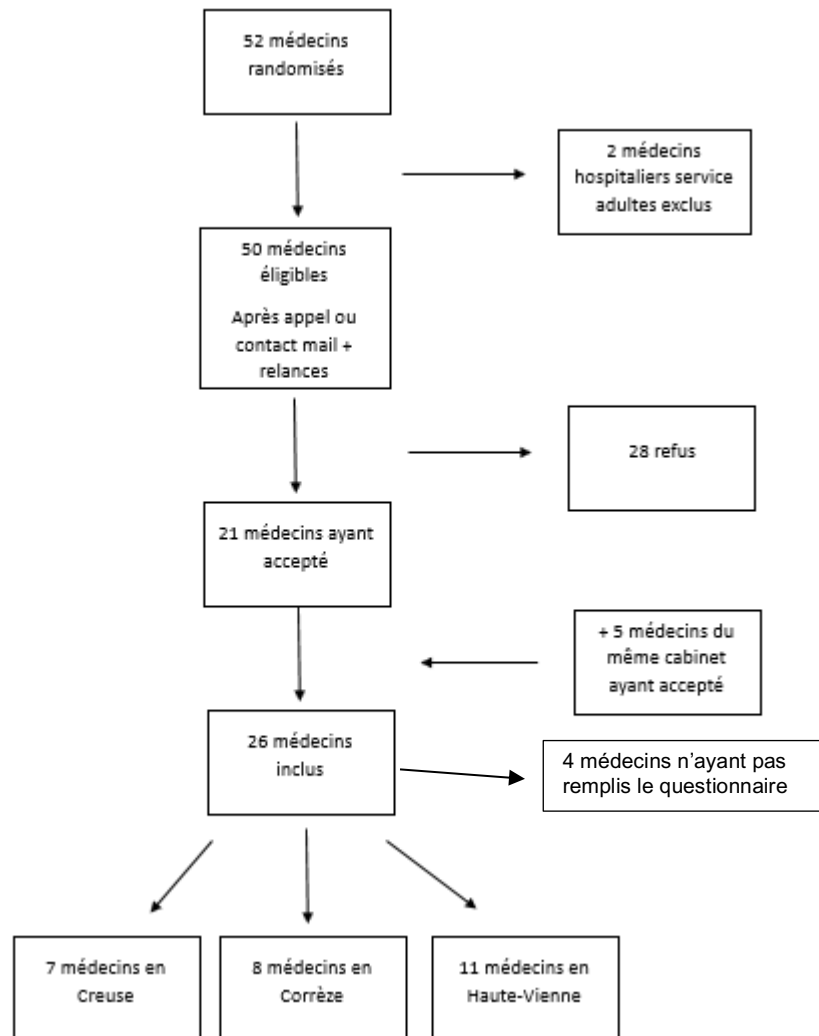 52 médecins
randomisés
2 médecins
hospitaliers service
adultes exclus
50 médecins
éligibles
Après appel ou
contact mail +
relances
28 refus
21 médecins ayant
accepté
+ 5 médecins du
même cabinet
ayant accepté
26 médecins
inclus
4 médecins n’ayant pas
remplis le questionnaire
7 médecins en
Creuse
8 médecins en
Corrèze
11 médecins en
Haute-Vienne